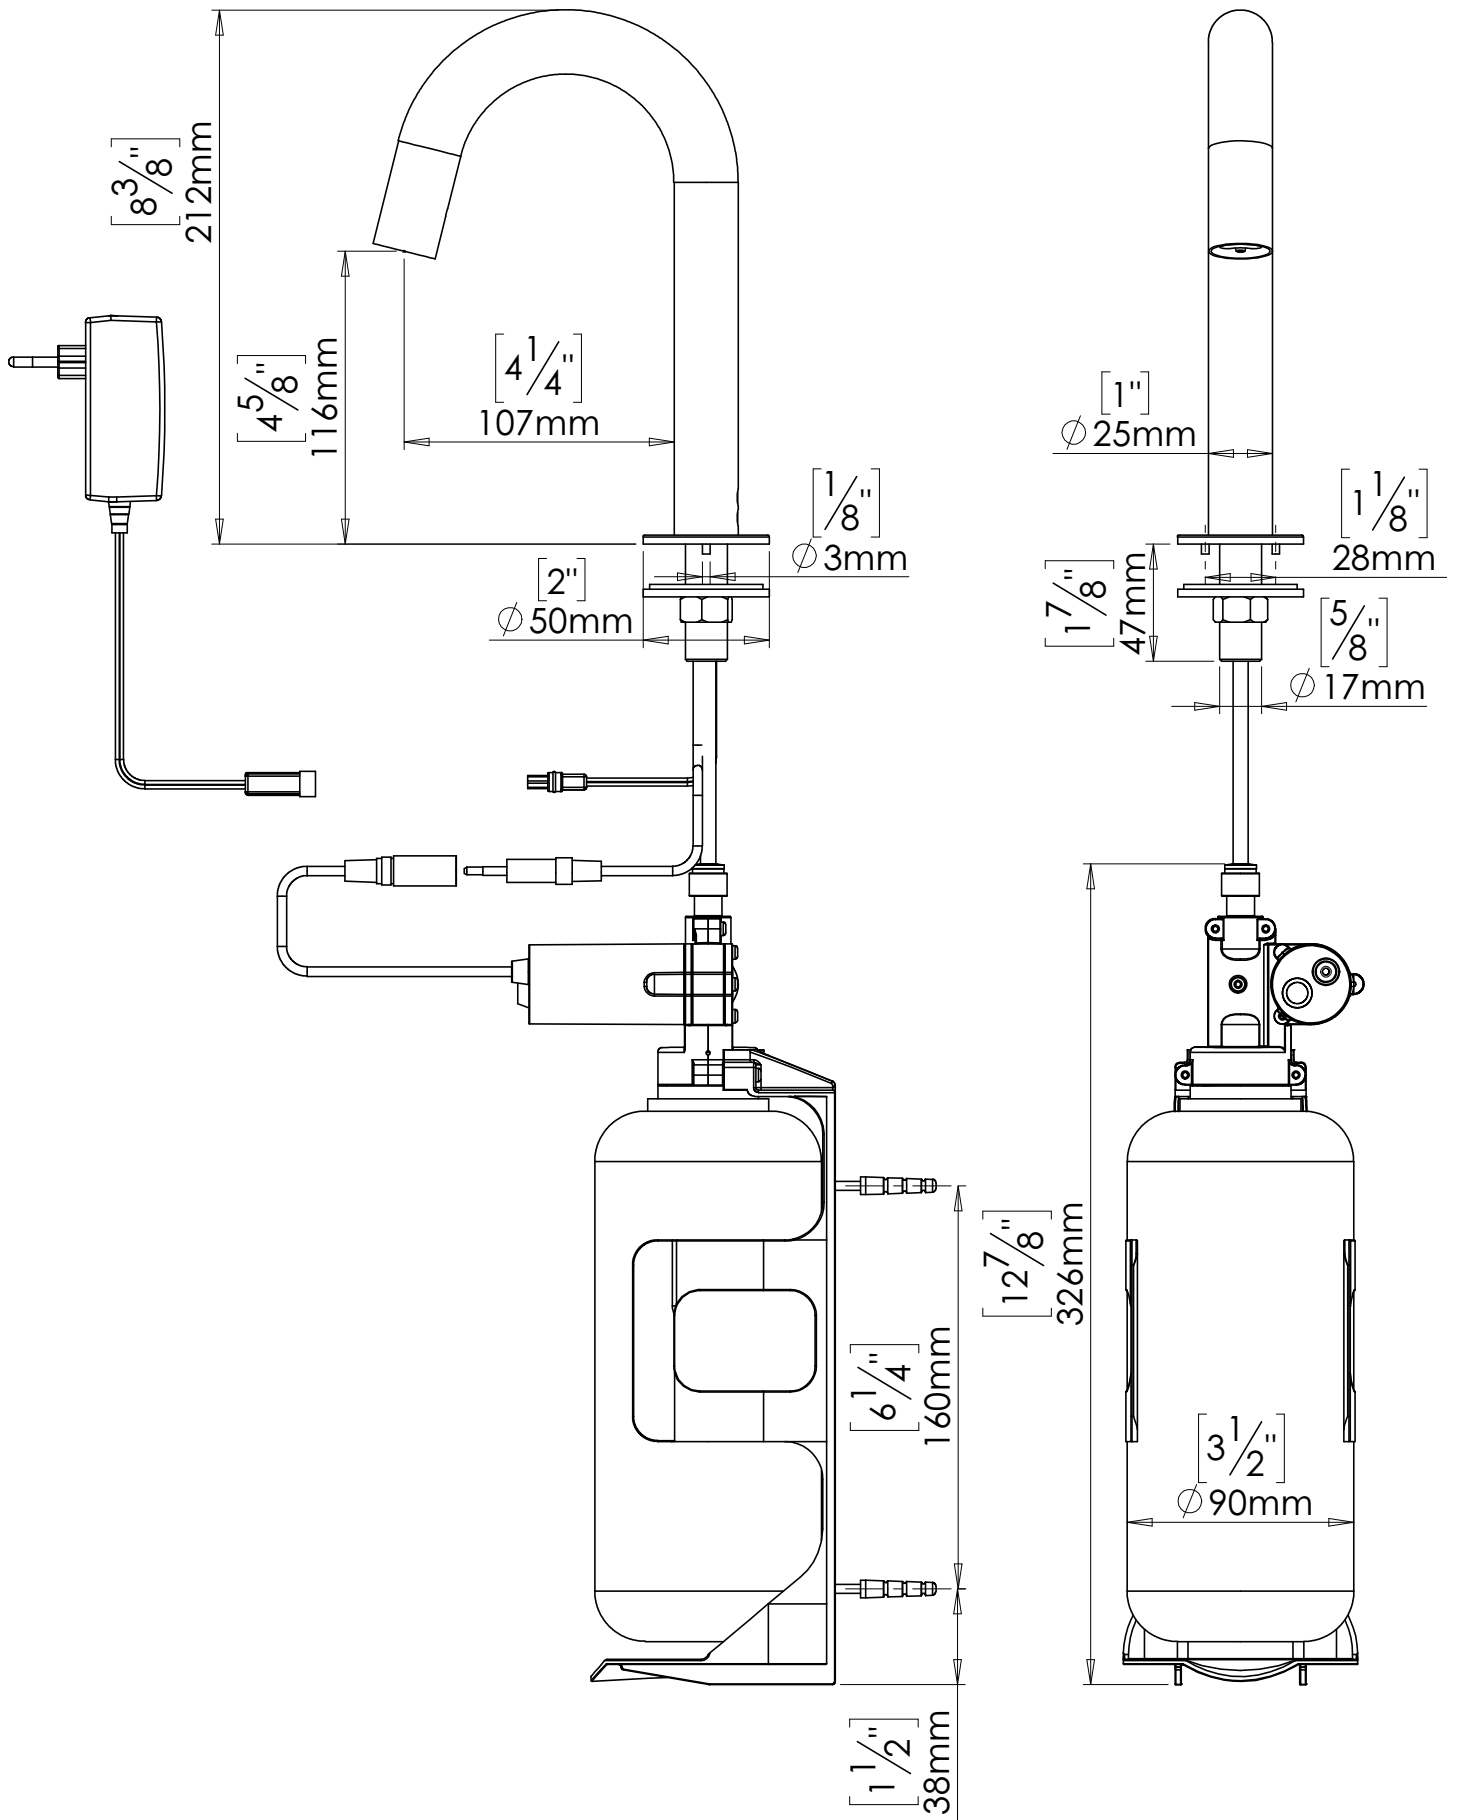 [8 3/8"]
212mm
[4 5/8"]
116mm
[4 1/4"]
107mm
[1/8"]
∅ 3mm
[2"]
∅ 50mm
[1"]
∅ 25mm
[1 1/8"]
28mm
[1 7/8"]
47mm
[5/8"]
∅ 17mm
[12 7/8"]
326mm
[6 1/4"]
160mm
[3 1/2"]
∅ 90mm
[1 1/2"]
38mm